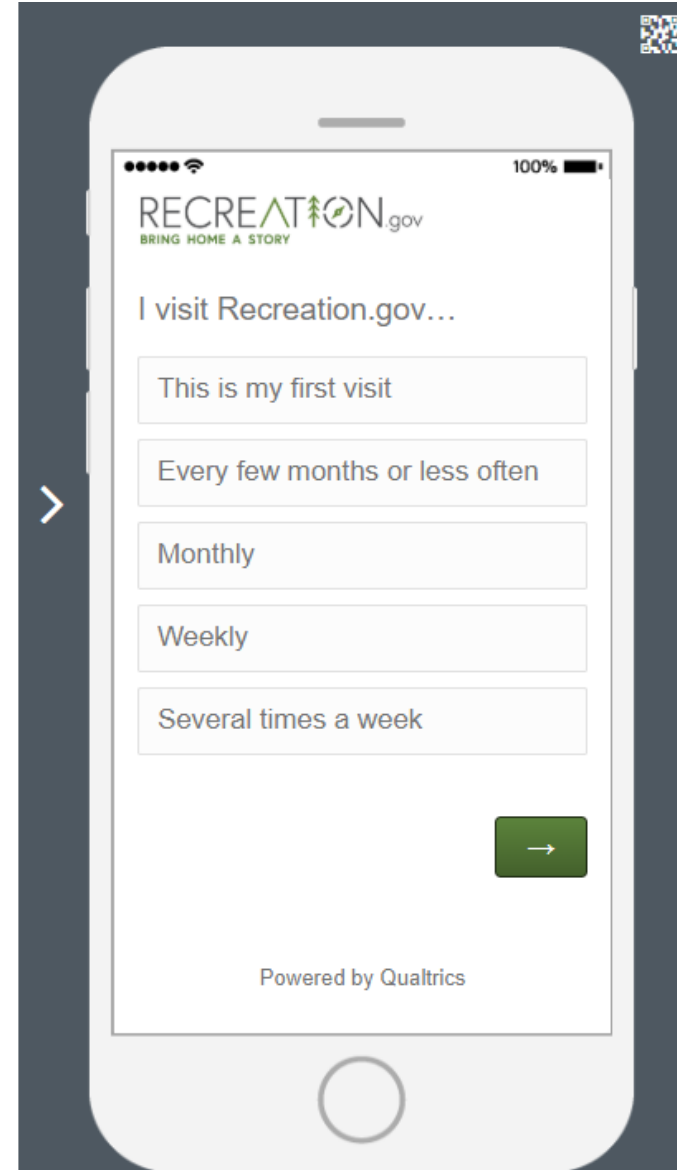 100%
RECREATION.gov
BRING HOME A STORY
I visit Recreation.gov…
This is my first visit
Every few months or less often
Monthly
Weekly
Several times a week
→
Powered by Qualtrics